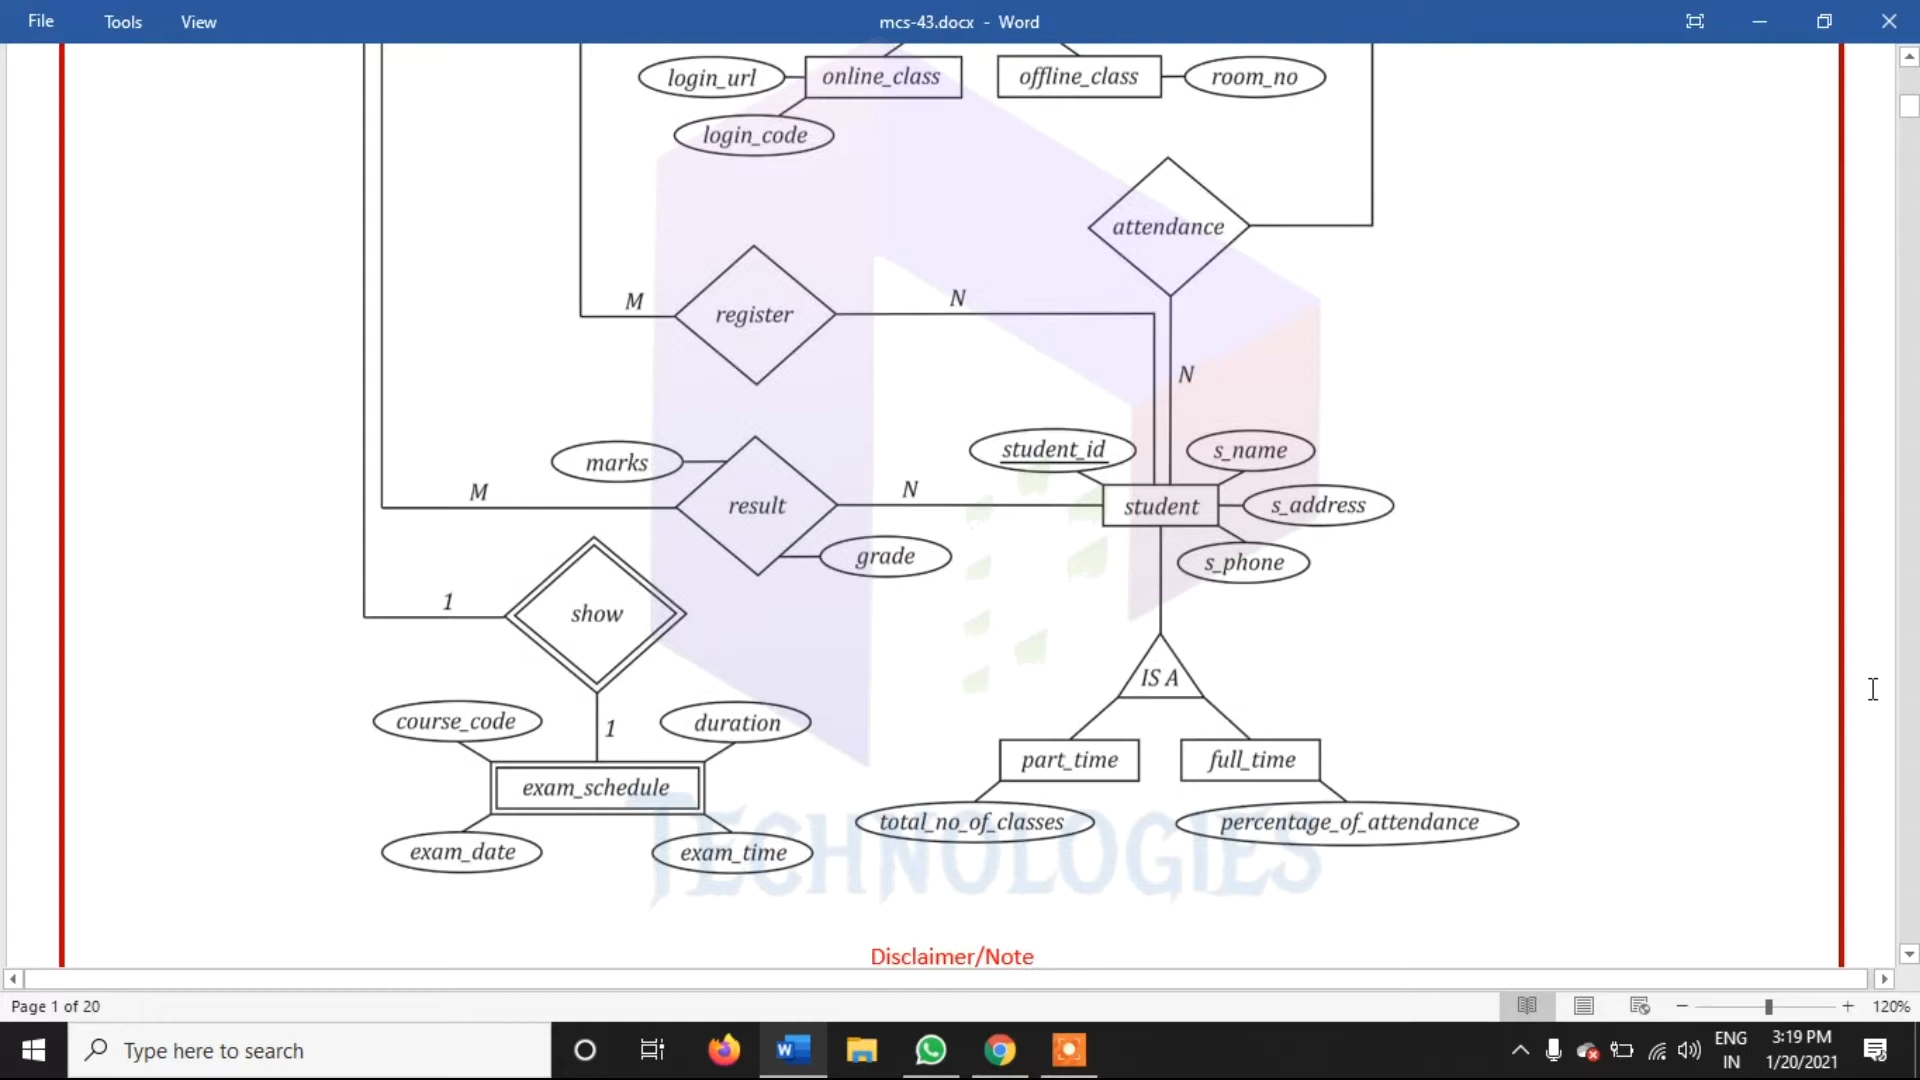 File Tools View mcs-43.docx - Word
login_url online_class offline_class room_no
login_code
attendance
M register N
N
marks student_id s_name
M result N student s_address
grade s_phone
1 show
IS A
course_code 1 duration
part_time full_time
exam_schedule
total_no_of_classes percentage_of_attendance
exam_date exam_time
TECHNOLOGIES
Disclaimer/Note
Page 1 of 20 120%
Type here to search ENG 3:19 PM
IN 1/20/2021